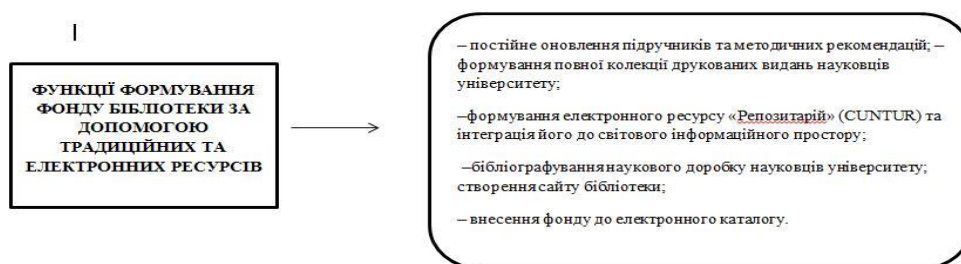 ФУНКЦІЇ ФОРМУВАННЯ
ФОНДУ БІБЛІОТЕКИ ЗА
ДОПОМОГОЮ
ТРАДИЦІЙНИХ ТА
ЕЛЕКТРОННИХ РЕСУРСІВ
– постійне оновлення підручників та методичних рекомендацій; –
формування повної колекції друкованих видань науковців
університету;
–формування електронного ресурсу «Репозитарій» (CUNTUR) та
інтеграція його до світового інформаційного простору;
–бібліографування наукового доробку науковців університету;
створення сайту бібліотеки;
– внесення фонду до електронного каталогу.